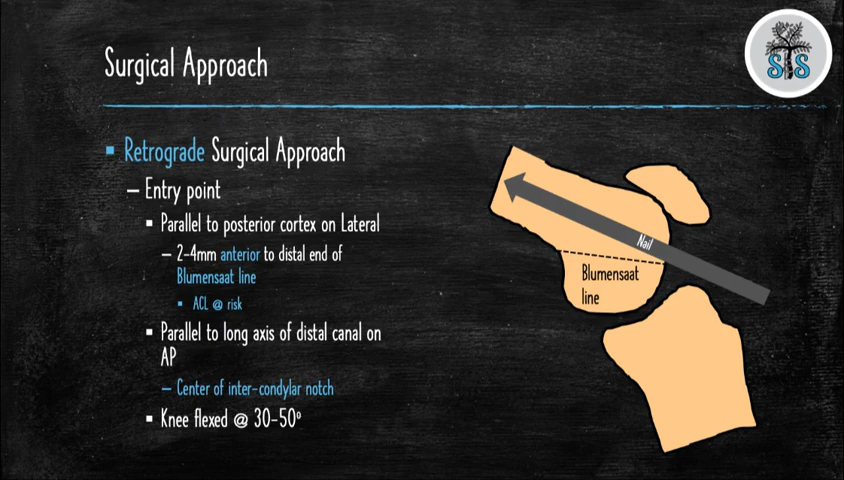 Surgical Approach
STS
Retrograde Surgical Approach
– Entry point
Parallel to posterior cortex on Lateral
– 2-4mm anterior to distal end of
Blumensaat line
ACL @ risk
Parallel to long axis of distal canal on
AP
– Center of inter-condylar notch
Knee flexed @ 30-50º
Nail
Blumensaat
line